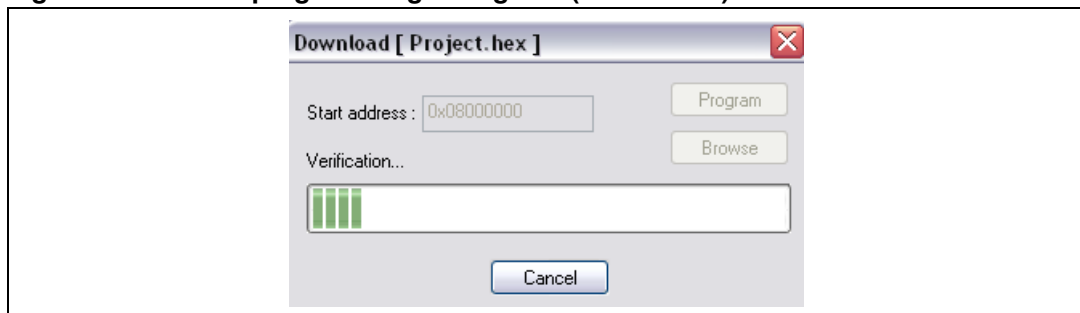 Download [ Project.hex ]
Start address : 0x08000000
Program
Verification...
Browse
Cancel